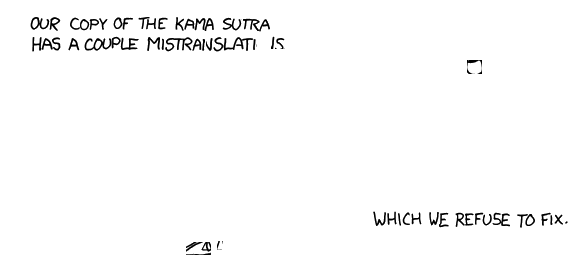 OUR COPY OF THE KAMA SUTRA
HAS A COUPLE
WHICH WE REFUSE TO FIX.